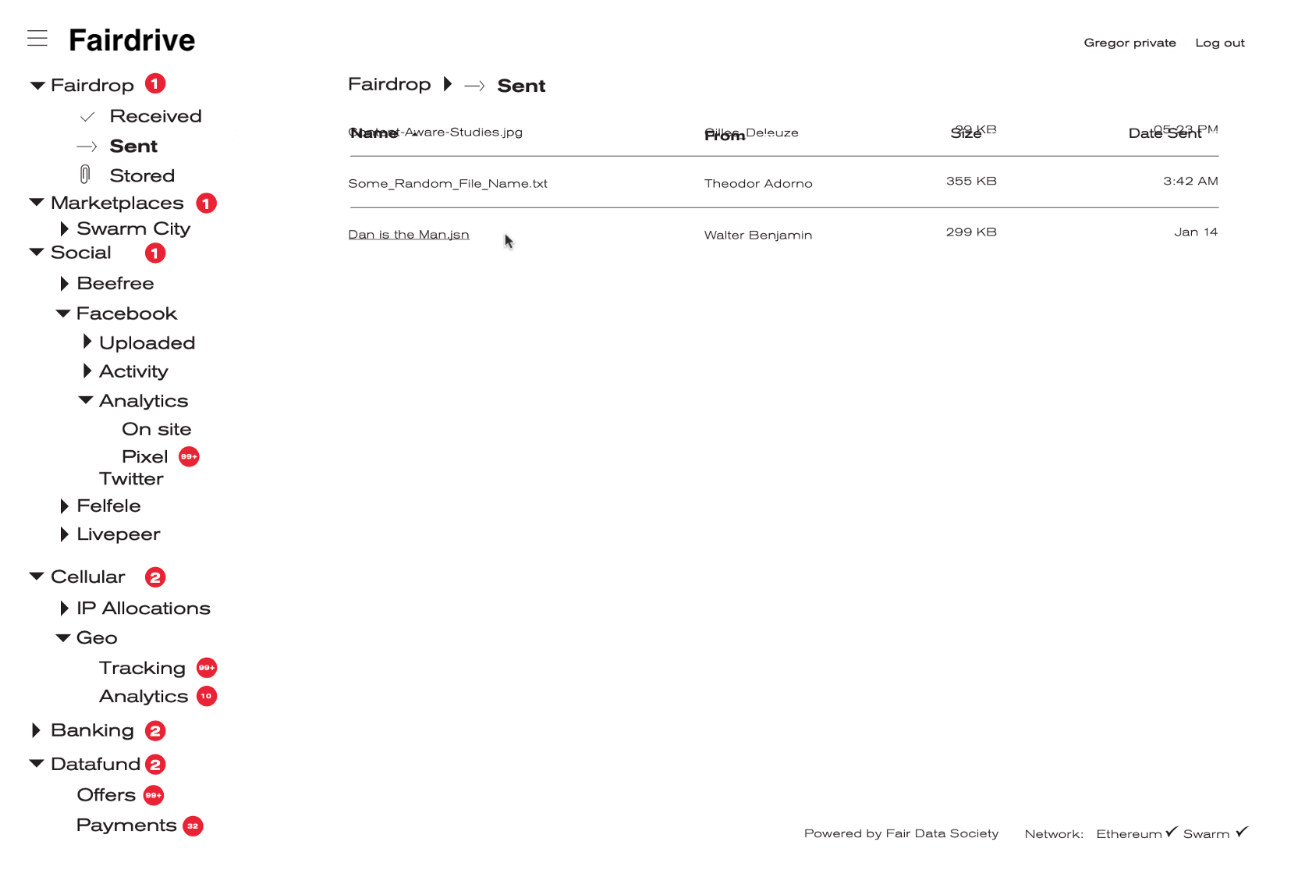 Fairdrive
Gregor private Log out
Fairdrop 1
Received
Sent
Stored
Marketplaces 1
Swarm City
Social 1
Beefree
Facebook
Uploaded
Activity
Analytics
On site
Pixel 99+
Twitter
Felfele
Livepeer
Cellular 2
IP Allocations
Geo
Tracking 99+
Analytics 10
Banking 2
Datafund 2
Offers 99+
Payments 32
Fairdrop Sent
Name From Size Date Sent
Content-Aware-Studies.jpg Gilles Deleuze KB 05:23 PM
Some_Random_File_Name.txt Theodor Adorno 355 KB 3:42 AM
Dan is the Man.jsn Walter Benjamin 299 KB Jan 14
Powered by Fair Data Society Network: Ethereum Swarm